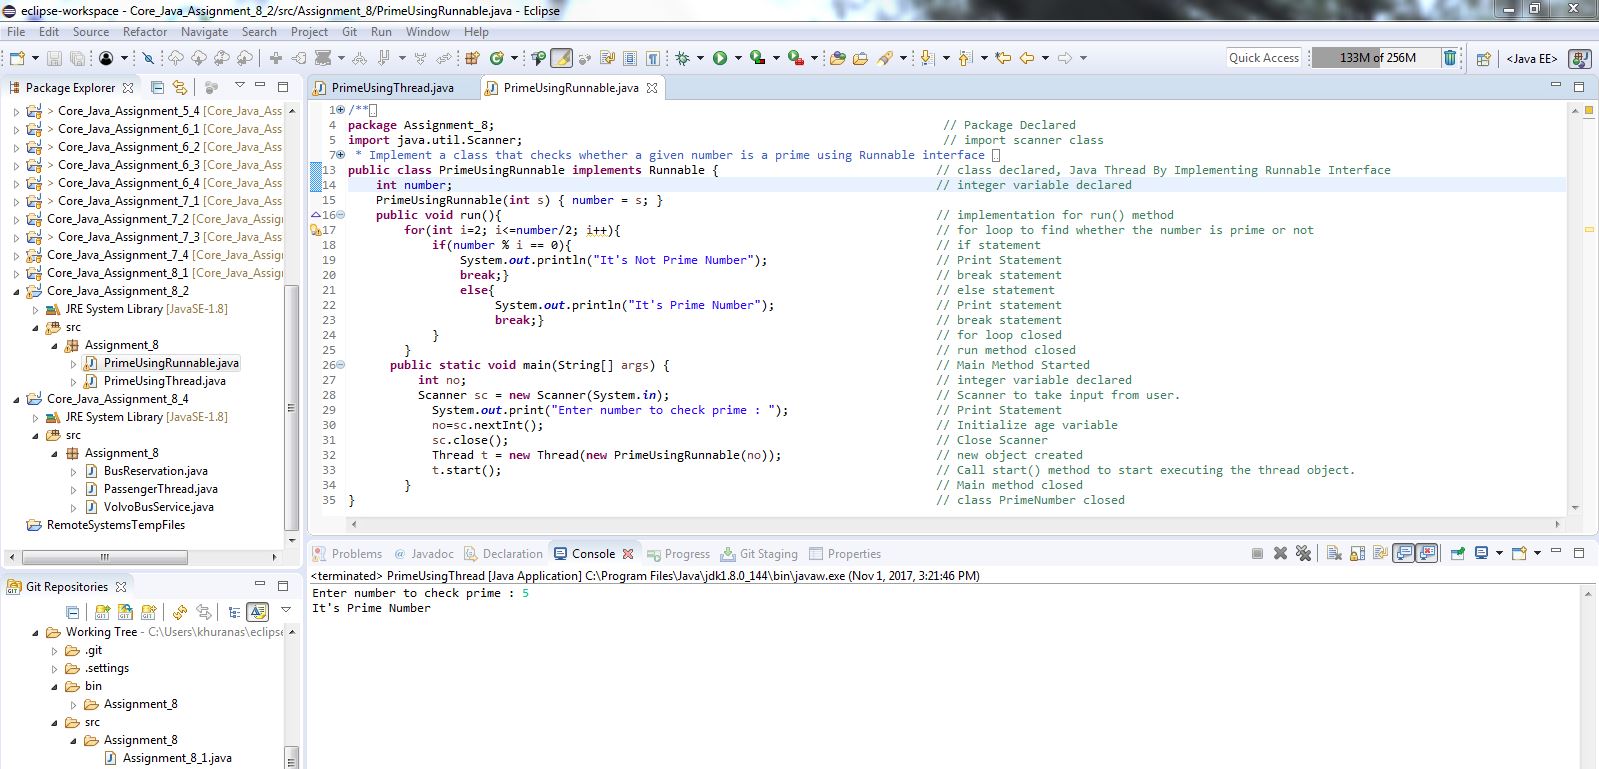 eclipse-workspace - Core_Java_Assignment_8_2/src/Assignment_8/PrimeUsingRunnable.java - Eclipse
File Edit Source Refactor Navigate Search Project Git Run Window Help
Quick Access 133M of 256M <Java EE>
Package Explorer
> Core_Java_Assignment_5_4 [Core_Java_Ass
> Core_Java_Assignment_6_1 [Core_Java_Ass
> Core_Java_Assignment_6_2 [Core_Java_Ass
> Core_Java_Assignment_6_3 [Core_Java_Ass
> Core_Java_Assignment_6_4 [Core_Java_Ass
> Core_Java_Assignment_7_1 [Core_Java_Ass
Core_Java_Assignment_7_2 [Core_Java_Assig
> Core_Java_Assignment_7_3 [Core_Java_Ass
Core_Java_Assignment_7_4 [Core_Java_Assig
Core_Java_Assignment_8_1 [Core_Java_Assig
Core_Java_Assignment_8_2
JRE System Library [JavaSE-1.8]
src
Assignment_8
PrimeUsingRunnable.java
PrimeUsingThread.java
Core_Java_Assignment_8_4
JRE System Library [JavaSE-1.8]
src
Assignment_8
BusReservation.java
PassengerThread.java
VolvoBusService.java
RemoteSystemsTempFiles
Git Repositories
Working Tree - C:\Users\khuranas\eclipse
.git
.settings
bin
Assignment_8
src
Assignment_8
Assignment_8_1.java
PrimeUsingThread.java PrimeUsingRunnable.java
1 /**
4 package Assignment_8; // Package Declared
5 import java.util.Scanner; // import scanner class
7 * Implement a class that checks whether a given number is a prime using Runnable interface
13 public class PrimeUsingRunnable implements Runnable { // class declared, Java Thread By Implementing Runnable Interface
14 int number; // integer variable declared
15 PrimeUsingRunnable(int s) { number = s; }
16 public void run(){ // implementation for run() method
17 for(int i=2; i<=number/2; i++){ // for loop to find whether the number is prime or not
18 if(number % i == 0){ // if statement
19 System.out.println("It's Not Prime Number"); // Print Statement
20 break;} // break statement
21 else{ // else statement
22 System.out.println("It's Prime Number"); // Print statement
23 break;} // break statement
24 } // for loop closed
25 } // run method closed
26 public static void main(String[] args) { // Main Method Started
27 int no; // integer variable declared
28 Scanner sc = new Scanner(System.in); // Scanner to take input from user.
29 System.out.print("Enter number to check prime : "); // Print Statement
30 no=sc.nextInt(); // Initialize age variable
31 sc.close(); // Close Scanner
32 Thread t = new Thread(new PrimeUsingRunnable(no)); // new object created
33 t.start(); // Call start() method to start executing the thread object.
34 } // Main method closed
35 } // class PrimeNumber closed
Problems @ Javadoc Declaration Console Progress Git Staging Properties
<terminated> PrimeUsingThread [Java Application] C:\Program Files\Java\jdk1.8.0_144\bin\javaw.exe (Nov 1, 2017, 3:21:46 PM)
Enter number to check prime : 5
It's Prime Number